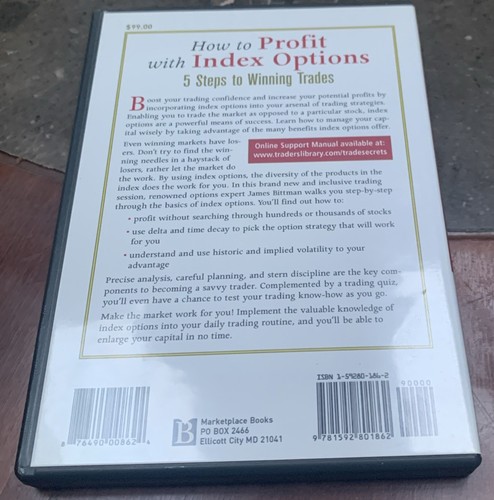 $99.00
How to Profit
with Index Options
5 Steps to Winning Trades
Boost your trading confidence and increase your potential profits by
incorporating index options into your arsenal of trading strategies.
Enabling you to trade the market as opposed to a particular stock, index
options are a powerful means of success. Learn how to manage your cap-
ital wisely by taking advantage of the many benefits index options offer.
Even winning markets have los-
ers. Don't try to find the win-
ning needles in a haystack of
losers, rather let the market do
the work. By using index options, the diversity of the products in the
index does the work for you. In this brand new and inclusive trading
session, renowned options expert James Bittman walks you step-by-step
through the basics of index options. You'll find out how to:
Online Support Manual available at:
www.traderslibrary.com/tradesecrets
• profit without searching through hundreds or thousands of stocks
• use delta and time decay to pick the option strategy that will work
for you
• understand and use historic and implied volatility to your
advantage
Precise analysis, careful planning, and stern discipline are the key com-
ponents to becoming a savvy trader. Complemented by a trading quiz,
you'll even have a chance to test your trading know-how as you go.
Make the market work for you! Implement the valuable knowledge of
index options into your daily trading routine, and you'll be able to
enlarge your capital in no time.
8 76490 00862 4
B
Marketplace Books
PO BOX 2466
Ellicott City MD 21041
ISBN 1-59280-186-2
90000
9 781592 801862